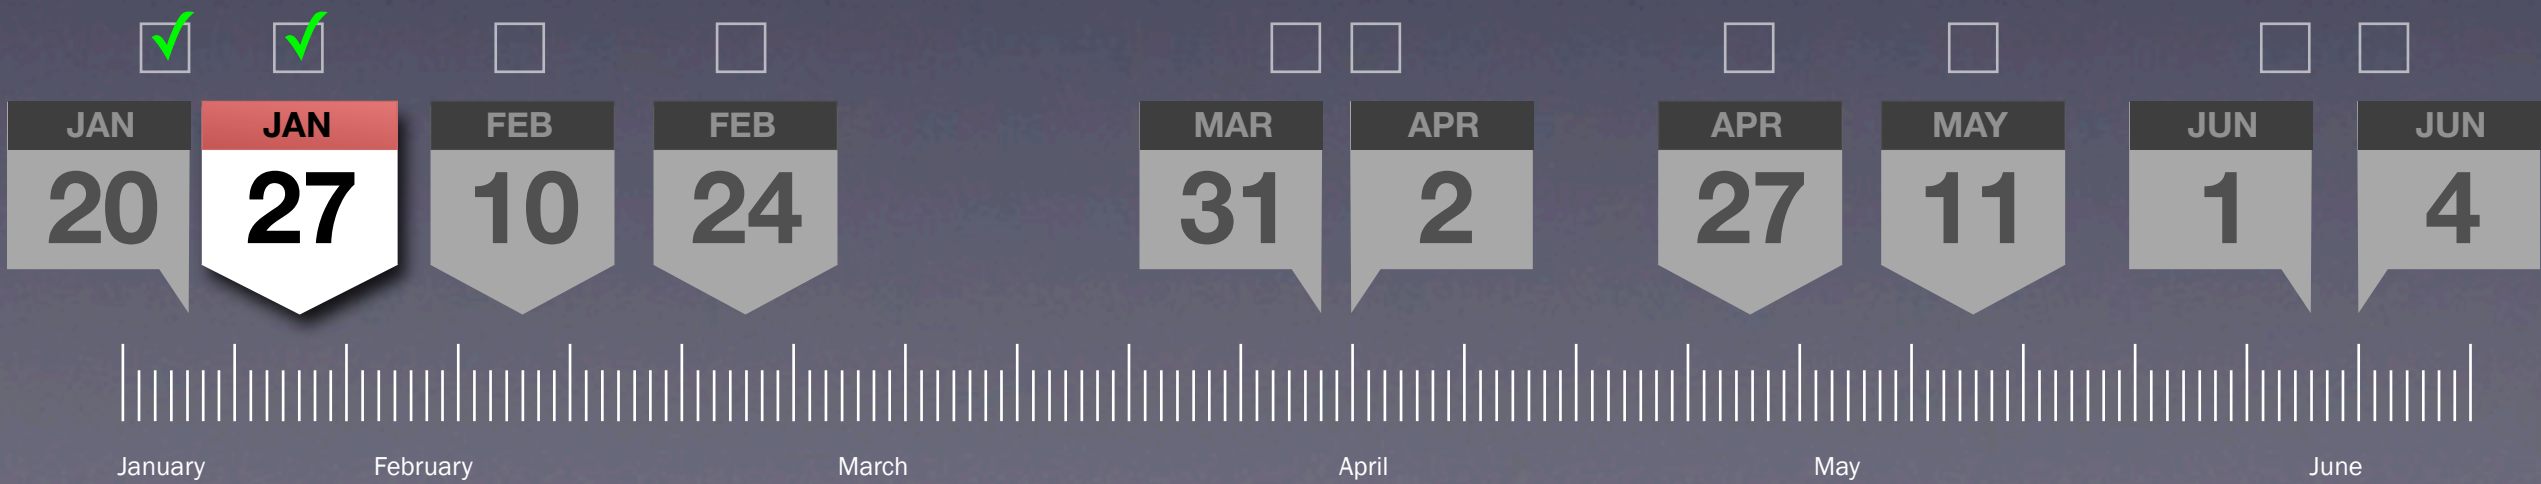 JAN JAN FEB FEB MAR APR APR MAY JUN JUN
20 27 10 24 31 2 27 11 1 4
January February March April May June